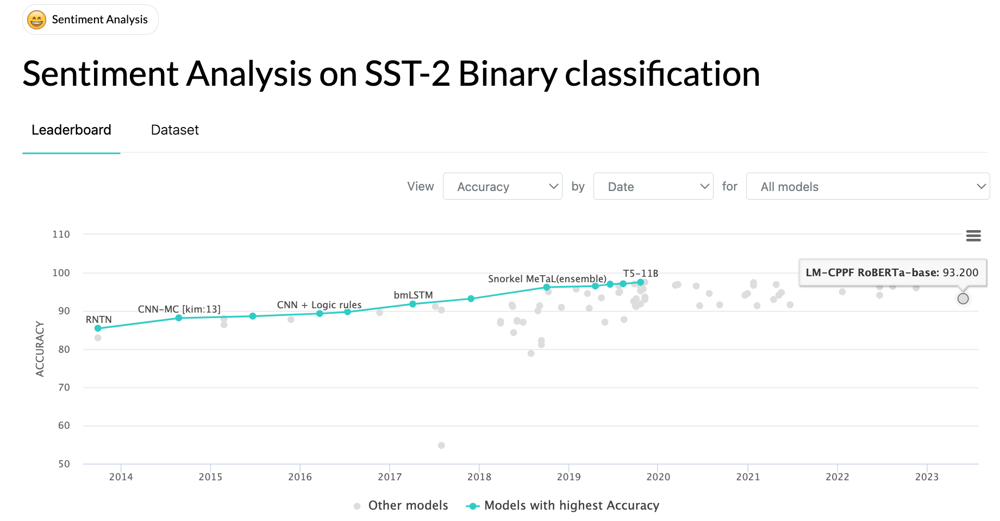 Sentiment Analysis
Sentiment Analysis on SST-2 Binary classification
Leaderboard Dataset
View Accuracy by Date for All models
110
100
90
80
70
60
50
ACCURACY
RNTN
CNN-MC [kim:13]
CNN + Logic rules
bmLSTM
Snorkel MeTaL(ensemble)
T5-11B
LM-CPPF RoBERTa-base: 93.200
2014 2015 2016 2017 2018 2019 2020 2021 2022 2023
Other models Models with highest Accuracy